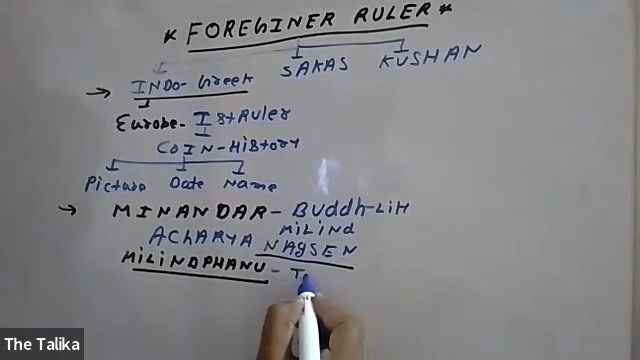 * FOREGINER RULER *
INDO-Greek SAKAS KUSHAN
Europe - Ist Ruler
COIN-History
Picture Date Name
MINANDAR - Buddh-LiH
MiLiNd
ACHARYA NAgSEN
MiLiNDPHANU - T
The Talika